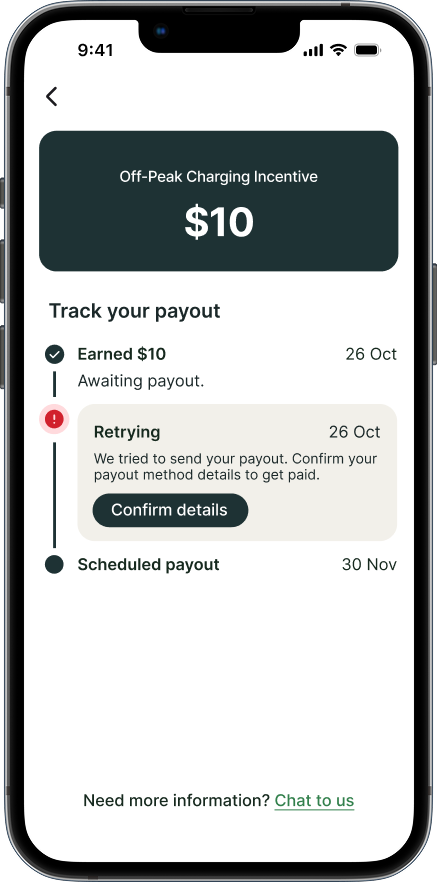 9:41
Off-Peak Charging Incentive
$10
Track your payout
Earned $10 26 Oct
Awaiting payout.
Retrying 26 Oct
We tried to send your payout. Confirm your
payout method details to get paid.
Confirm details
Scheduled payout 30 Nov
Need more information? Chat to us